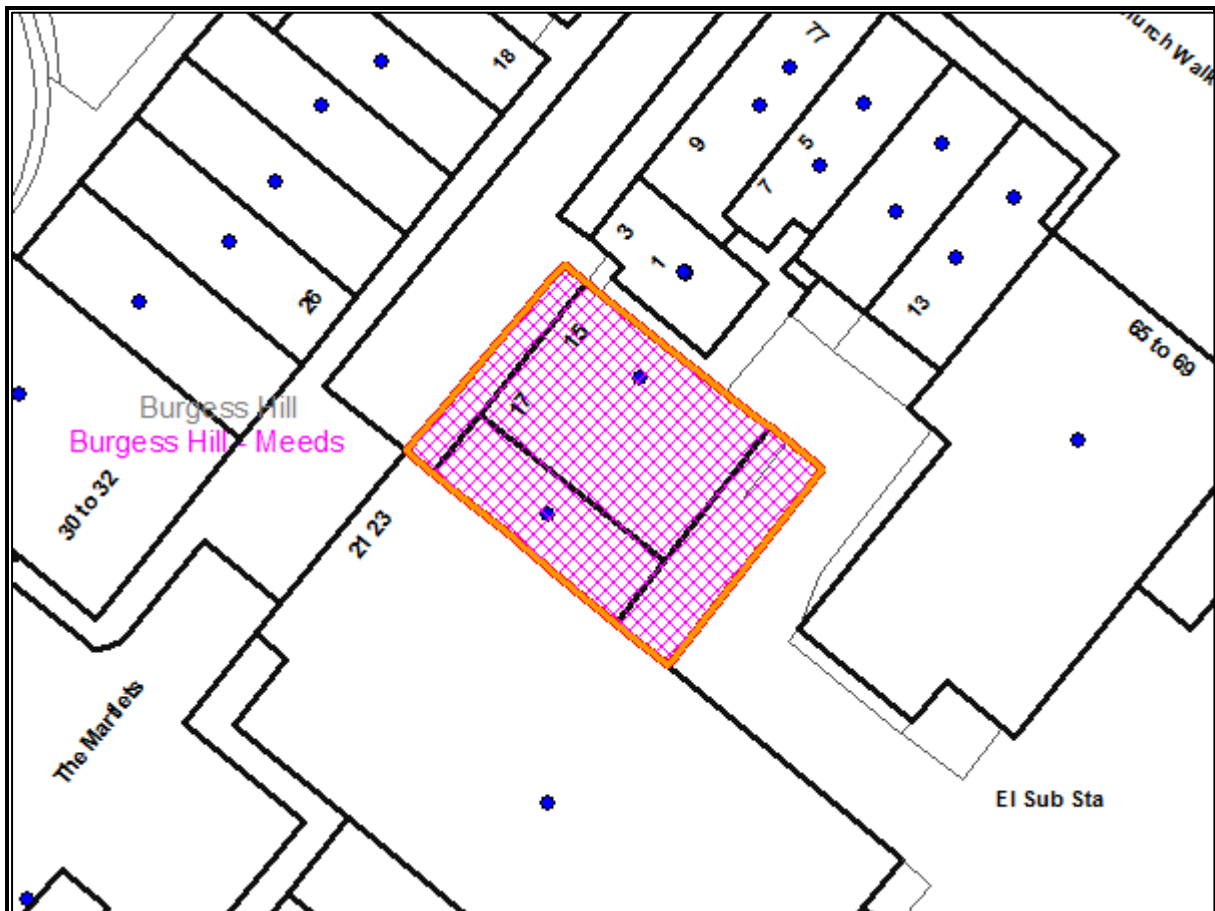 18
77
Church Walk
9
5
7
3
1
26
13
15
65 to 69
17
Burgess Hill
Burgess Hill - Meeds
30 to 32
21 23
The Martlets
El Sub Sta